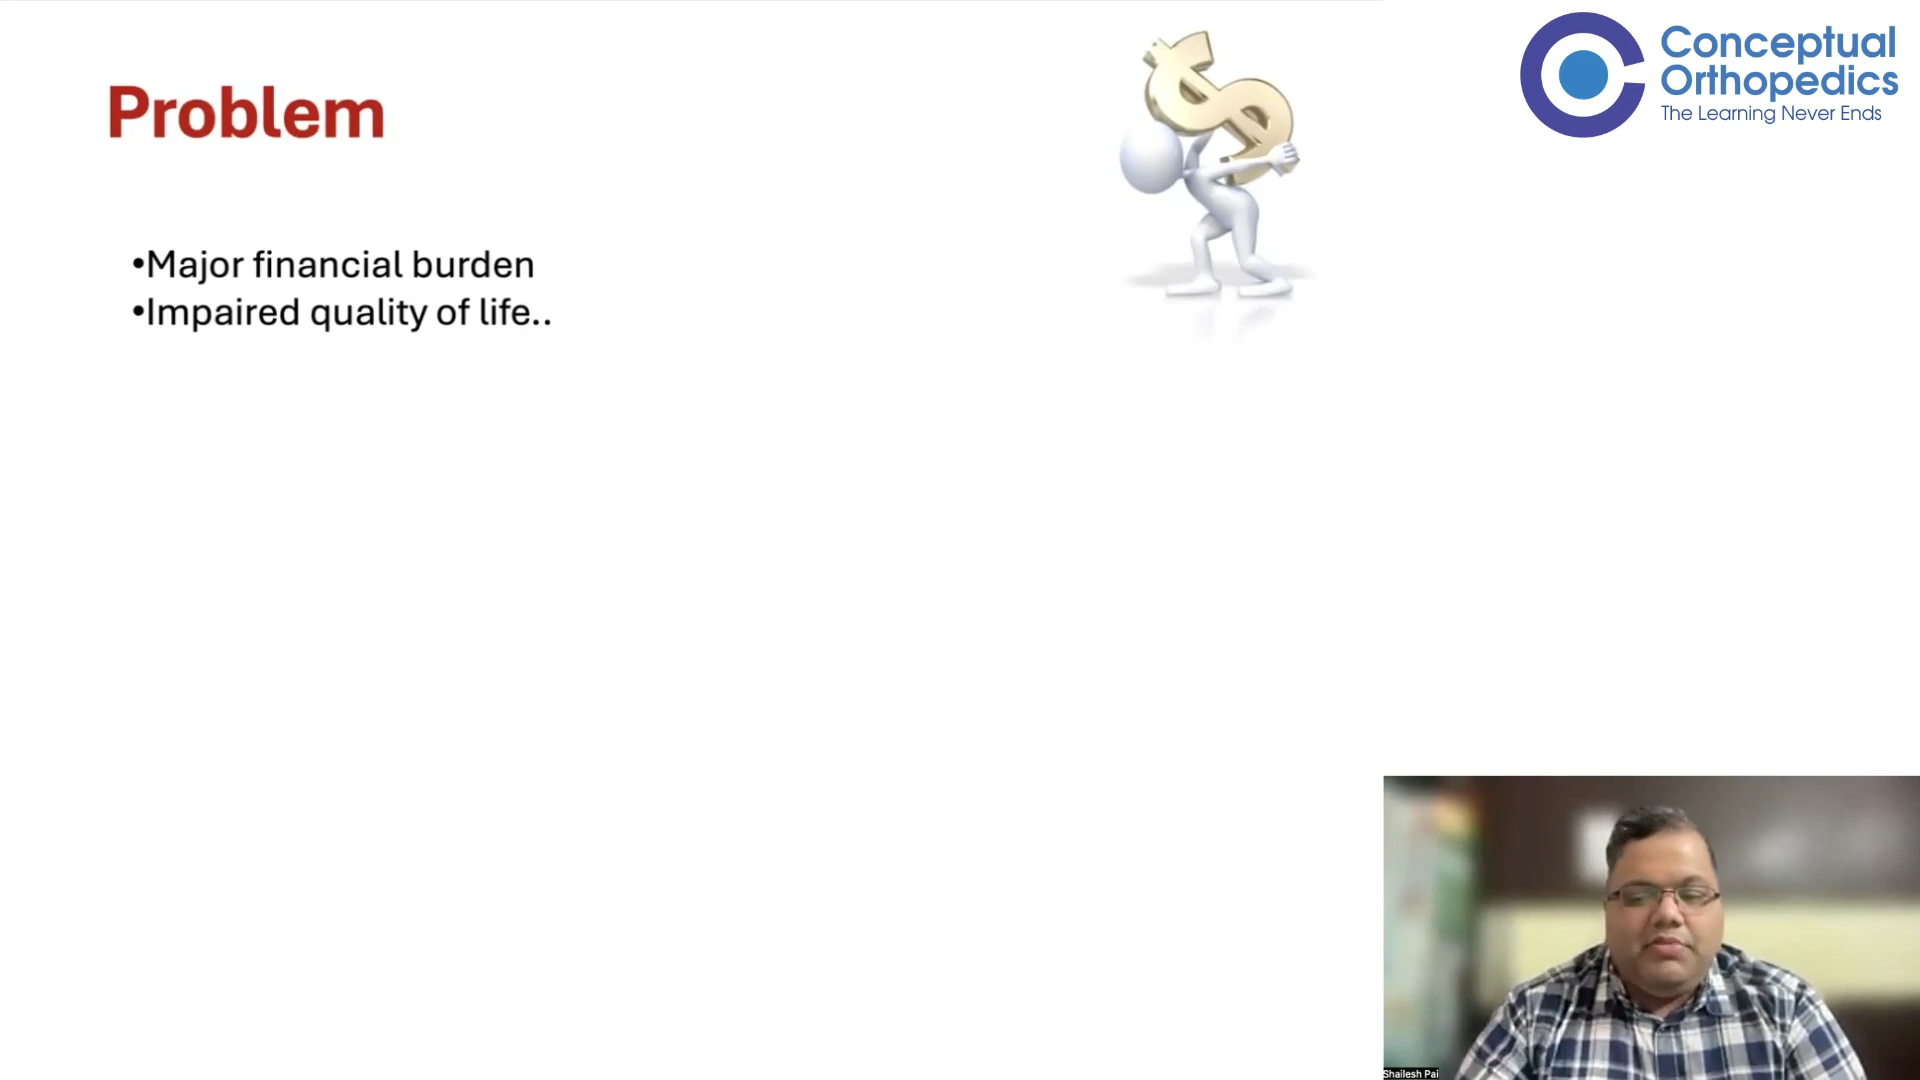 Problem
•Major financial burden
•Impaired quality of life..
Conceptual
Orthopedics
The Learning Never Ends
Shailesh Pai